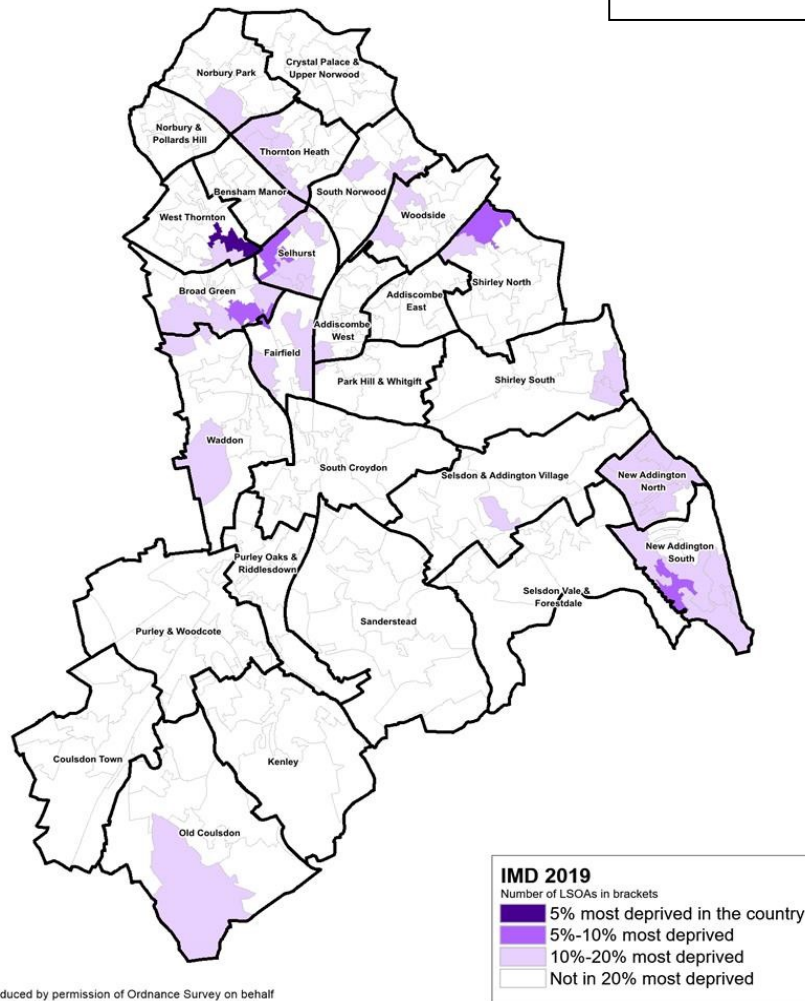 Norbury Park
Crystal Palace &
Upper Norwood
Norbury &
Pollards Hill
Thornton Heath
Bensham Manor
South Norwood
West Thornton
Woodside
Selhurst
Shirley North
Broad Green
Addiscombe
East
Addiscombe
West
Fairfield
Park Hill & Whitgift
Shirley South
Waddon
South Croydon
Selsdon & Addington Village
New Addington
North
New Addington
South
Purley Oaks &
Riddlesdown
Selsdon Vale &
Forestdale
Sanderstead
Purley & Woodcote
Coulsdon Town
Kenley
Old Coulsdon
IMD 2019
Number of LSOAs in brackets
5% most deprived in the country
5%-10% most deprived
10%-20% most deprived
Not in 20% most deprived
duced by permission of Ordnance Survey on behalf